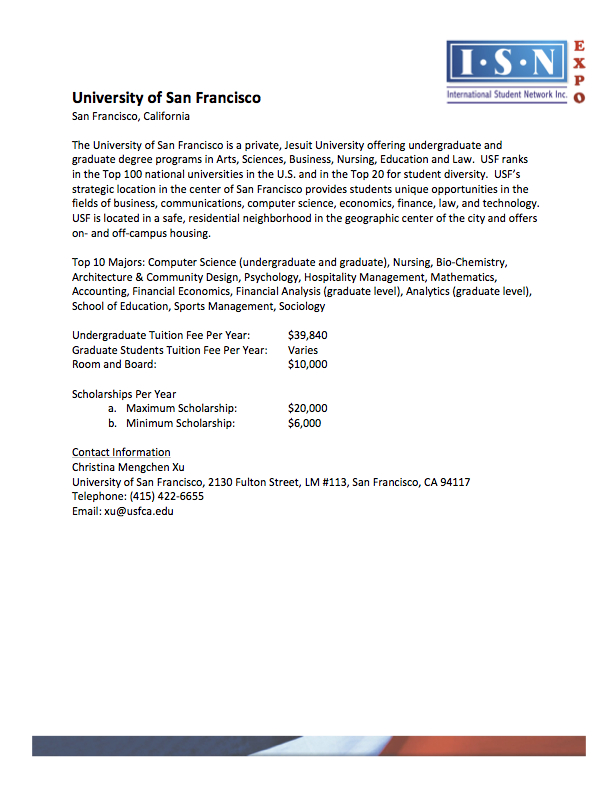 I·S·N
International Student Network Inc.
EXPO
University of San Francisco
San Francisco, California
The University of San Francisco is a private, Jesuit University offering undergraduate and
graduate degree programs in Arts, Sciences, Business, Nursing, Education and Law.  USF ranks
in the Top 100 national universities in the U.S. and in the Top 20 for student diversity.  USF's
strategic location in the center of San Francisco provides students unique opportunities in the
fields of business, communications, computer science, economics, finance, law, and technology.
USF is located in a safe, residential neighborhood in the geographic center of the city and offers
on- and off-campus housing.
Top 10 Majors: Computer Science (undergraduate and graduate), Nursing, Bio-Chemistry,
Architecture & Community Design, Psychology, Hospitality Management, Mathematics,
Accounting, Financial Economics, Financial Analysis (graduate level), Analytics (graduate level),
School of Education, Sports Management, Sociology
Undergraduate Tuition Fee Per Year: $39,840
Graduate Students Tuition Fee Per Year: Varies
Room and Board: $10,000
Scholarships Per Year
a. Maximum Scholarship: $20,000
b. Minimum Scholarship: $6,000
Contact Information
Christina Mengchen Xu
University of San Francisco, 2130 Fulton Street, LM #113, San Francisco, CA 94117
Telephone: (415) 422-6655
Email: xu@usfca.edu